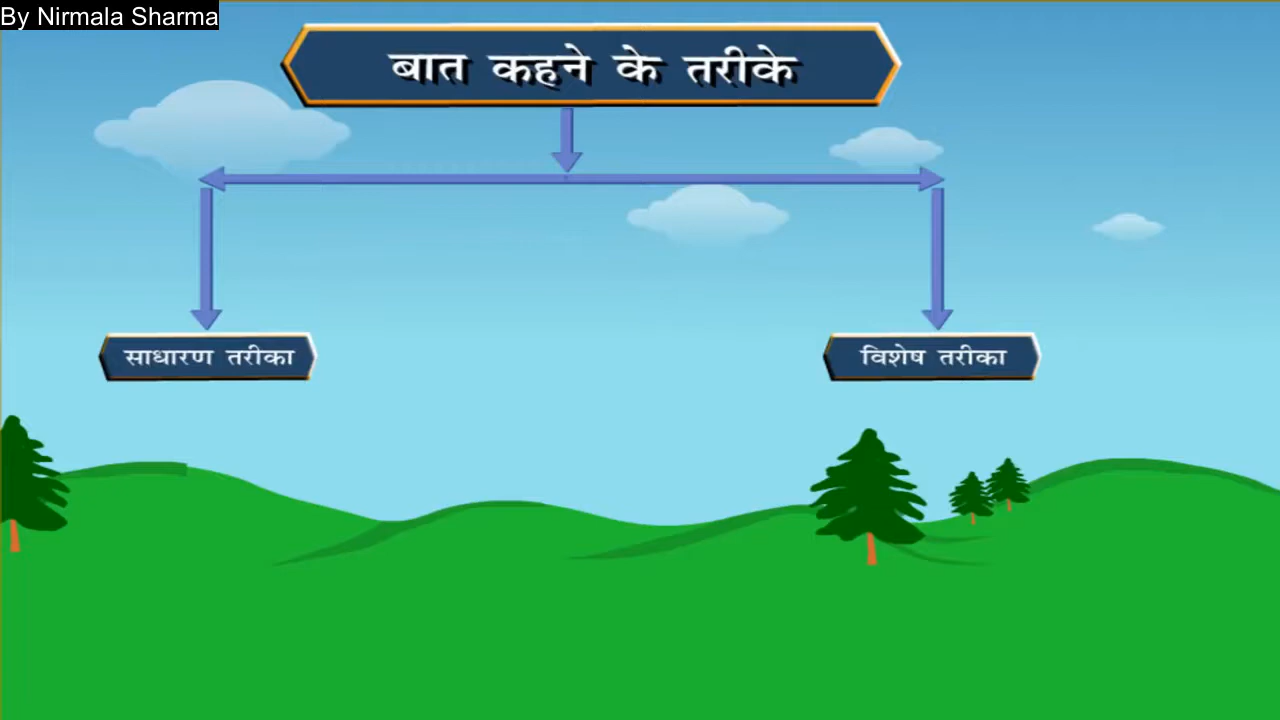 By Nirmala Sharma
बात कहने के तरीके
साधारण तरीका
विशेष तरीका